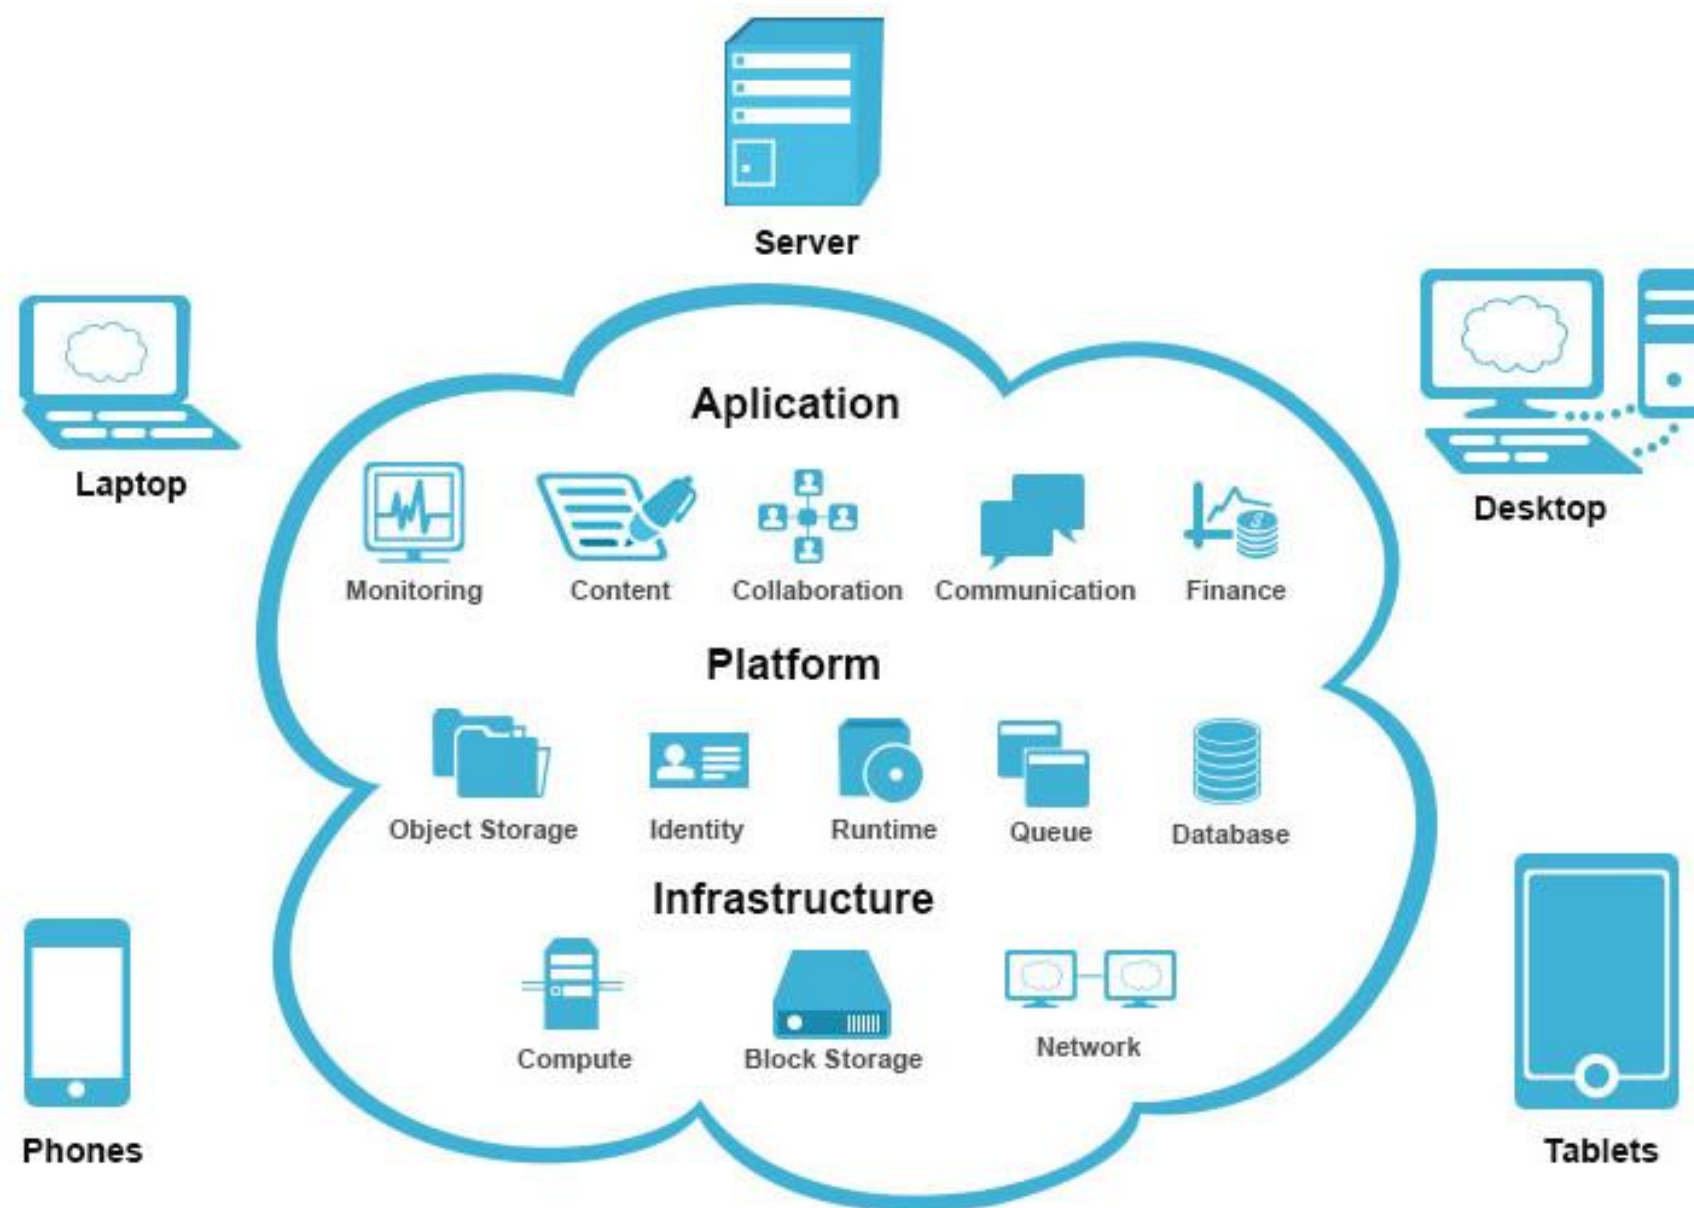 Server
Laptop
Desktop
Aplication
Monitoring
Content
Collaboration
Communication
Finance
Platform
Object Storage
Identity
Runtime
Queue
Database
Infrastructure
Compute
Block Storage
Network
Phones
Tablets